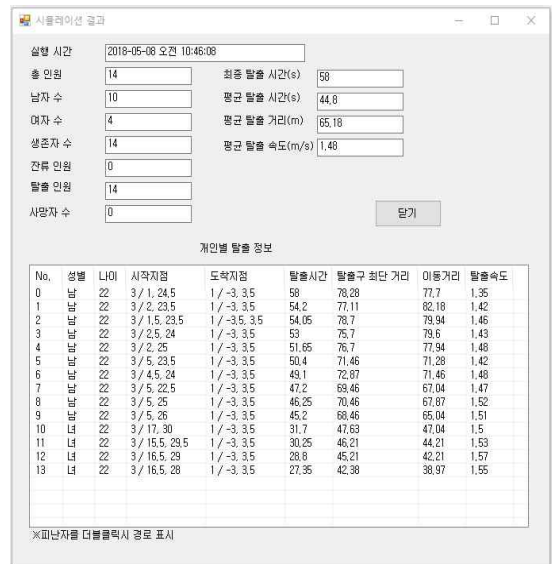 시뮬레이션 결과
실행 시간 2018-05-08 오전 10:46:08
총 인원 14 최종 탈출 시간(s) 58
남자 수 10 평균 탈출 시간(s) 44,8
여자 수 4 평균 탈출 거리(m) 65,18
생존자 수 14 평균 탈출 속도(m/s) 1,48
잔류 인원 0
탈출 인원 14
사망자 수 0
닫기
개인별 탈출 정보
No, 성별 나이 시작지점 도착지점 탈출시간 탈출구 최단 거리 이동거리 탈출속도
0 남 22 3 / 1, 24,5 1 / -3, 3,5 58 78,28 77,7 1,35
1 남 22 3 / 2, 23,5 1 / -3, 3,5 54,2 77,11 82,18 1,42
2 남 22 3 / 1,5, 23,5 1 / -3,5, 3,5 54,05 78,7 79,94 1,46
3 남 22 3 / 2,5, 24 1 / -3, 3,5 53 75,7 79,6 1,43
4 남 22 3 / 2, 25 1 / -3, 3,5 51,65 76,7 77,94 1,48
5 남 22 3 / 5, 23,5 1 / -3, 3,5 50,4 71,46 71,28 1,42
6 남 22 3 / 4,5, 24 1 / -3, 3,5 49,1 72,87 71,46 1,48
7 남 22 3 / 5, 22,5 1 / -3, 3,5 47,2 69,46 67,04 1,47
8 남 22 3 / 5, 25 1 / -3, 3,5 46,25 70,46 67,87 1,52
9 남 22 3 / 5, 26 1 / -3, 3,5 45,2 68,46 65,04 1,51
10 녀 22 3 / 17, 30 1 / -3, 3,5 31,7 47,63 47,04 1,5
11 녀 22 3 / 15,5, 29,5 1 / -3, 3,5 30,25 46,21 44,21 1,53
12 녀 22 3 / 16,5, 29 1 / -3, 3,5 28,8 45,21 42,21 1,57
13 녀 22 3 / 16,5, 28 1 / -3, 3,5 27,35 42,38 38,97 1,55
※피난자를 더블클릭시 경로 표시